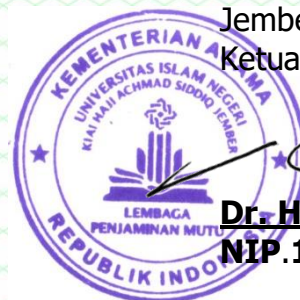 Jembe
Ketua
KEMENTERIAN AGAMA
UNIVERSITAS ISLAM NEGERI
KIAI HAJI ACHMAD SIDDIQ JEMBER
LEMBAGA
PENJAMINAN MUTU
REPUBLIK INDONESIA
Dr. H
NIP.1